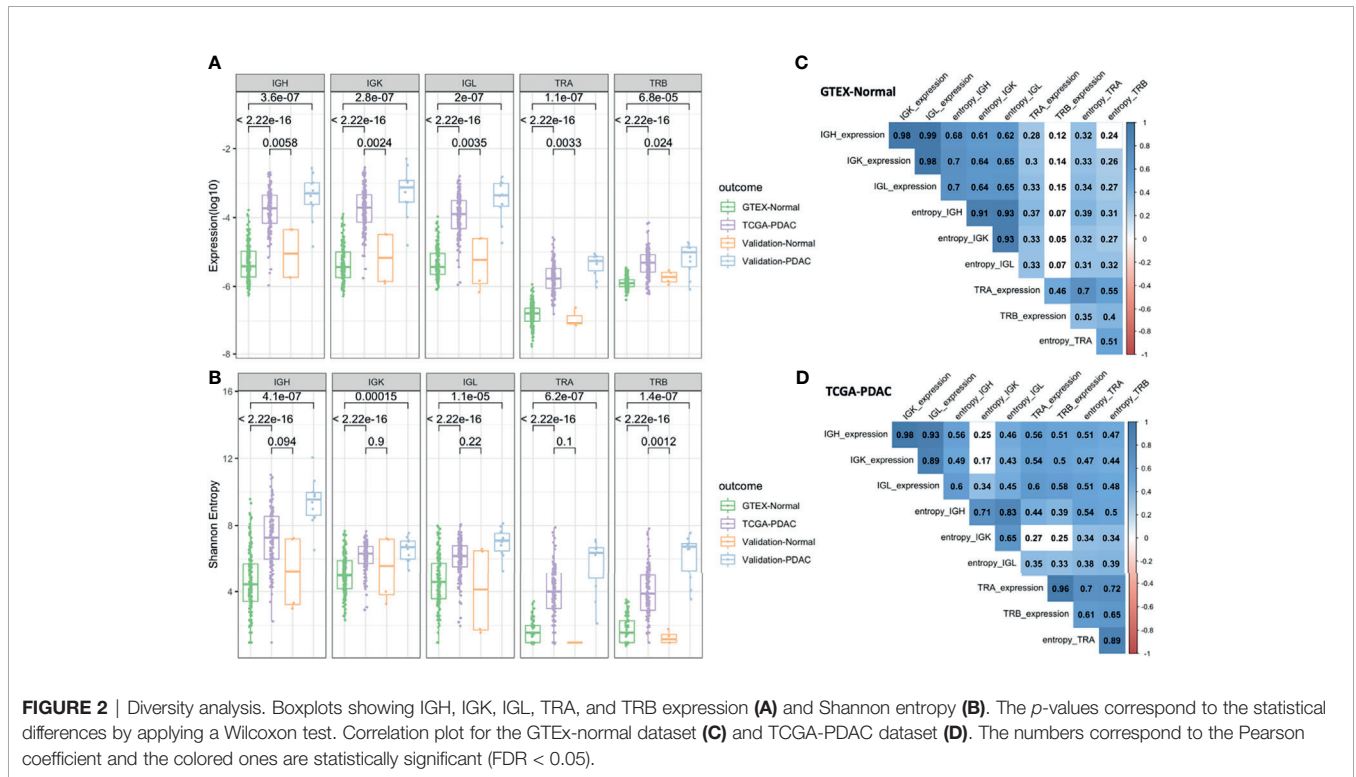 A
IGH IGK IGL TRA TRB
3.6e-07 2.8e-07 2e-07 1.1e-07 6.8e-05
< 2.22e-16 < 2.22e-16 < 2.22e-16 < 2.22e-16 < 2.22e-16
0.0058 0.0024 0.0035 0.0033 0.024
Expression(log10)
-2
-4
-6
-8
outcome
GTEX-Normal
TCGA-PDAC
Validation-Normal
Validation-PDAC
B
IGH IGK IGL TRA TRB
4.1e-07 0.00015 1.1e-05 6.2e-07 1.4e-07
< 2.22e-16 < 2.22e-16 < 2.22e-16 < 2.22e-16 < 2.22e-16
0.094 0.9 0.22 0.1 0.0012
Shannon Entropy
16
12
8
4
outcome
GTEX-Normal
TCGA-PDAC
Validation-Normal
Validation-PDAC
C
GTEX-Normal
IGK_expression IGL_expression entropy_IGH entropy_IGK entropy_IGL TRA_expression TRB_expression entropy_TRA entropy_TRB
IGH_expression 0.98 0.99 0.68 0.61 0.62 0.28 0.12 0.32 0.24
IGK_expression 0.98 0.7 0.64 0.65 0.3 0.14 0.33 0.26
IGL_expression 0.7 0.64 0.65 0.33 0.15 0.34 0.27
entropy_IGH 0.91 0.93 0.37 0.07 0.39 0.31
entropy_IGK 0.93 0.33 0.05 0.32 0.27
entropy_IGL 0.33 0.07 0.31 0.32
TRA_expression 0.46 0.7 0.55
TRB_expression 0.35 0.4
entropy_TRA 0.51
1
0.8
0.6
0.4
0.2
0
-0.2
-0.4
-0.6
-0.8
-1
D
TCGA-PDAC
IGK_expression IGL_expression entropy_IGH entropy_IGK entropy_IGL TRA_expression TRB_expression entropy_TRA entropy_TRB
IGH_expression 0.98 0.93 0.56 0.25 0.46 0.56 0.51 0.51 0.47
IGK_expression 0.89 0.49 0.17 0.43 0.54 0.5 0.47 0.44
IGL_expression 0.6 0.34 0.45 0.6 0.58 0.51 0.48
entropy_IGH 0.71 0.83 0.44 0.39 0.54 0.5
entropy_IGK 0.65 0.27 0.25 0.34 0.34
entropy_IGL 0.35 0.33 0.38 0.39
TRA_expression 0.96 0.7 0.72
TRB_expression 0.61 0.65
entropy_TRA 0.89
1
0.8
0.6
0.4
0.2
0
-0.2
-0.4
-0.6
-0.8
-1
FIGURE 2 | Diversity analysis. Boxplots showing IGH, IGK, IGL, TRA, and TRB expression (A) and Shannon entropy (B). The p-values correspond to the statistical
differences by applying a Wilcoxon test. Correlation plot for the GTEx-normal dataset (C) and TCGA-PDAC dataset (D). The numbers correspond to the Pearson
coefficient and the colored ones are statistically significant (FDR < 0.05).